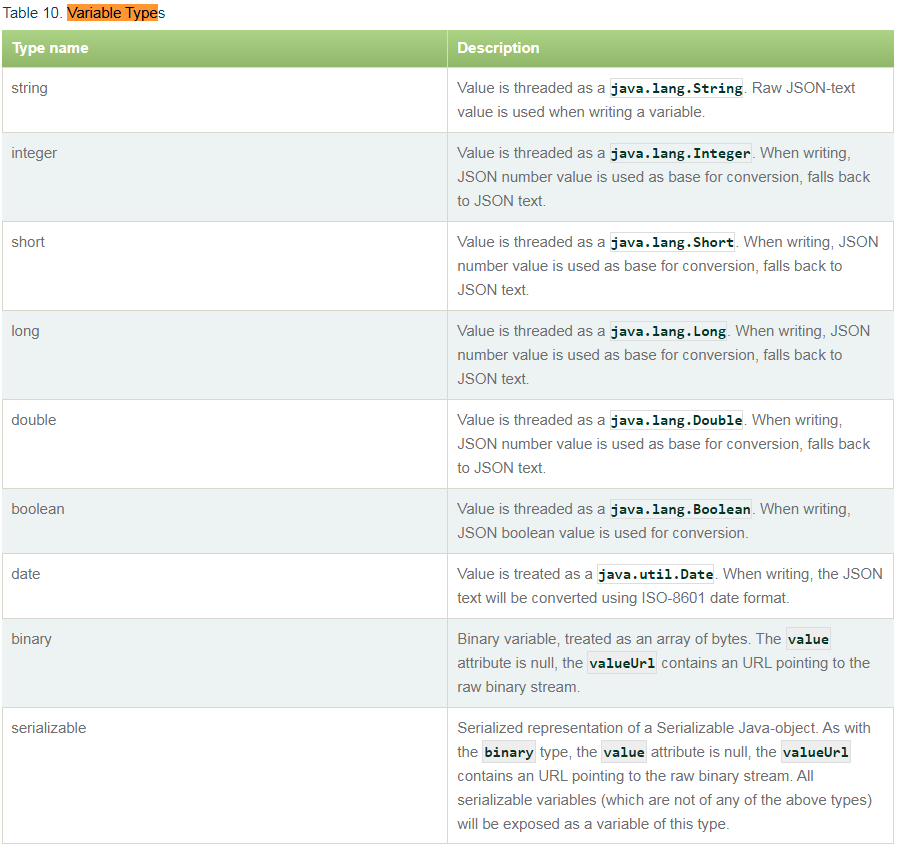 Table 10. Variable Types
Type name Description
string Value is threaded as a java.lang.String. Raw JSON-text
value is used when writing a variable.
integer Value is threaded as a java.lang.Integer. When writing,
JSON number value is used as base for conversion, falls back
to JSON text.
short Value is threaded as a java.lang.Short. When writing, JSON
number value is used as base for conversion, falls back to
JSON text.
long Value is threaded as a java.lang.Long. When writing, JSON
number value is used as base for conversion, falls back to
JSON text.
double Value is threaded as a java.lang.Double. When writing,
JSON number value is used as base for conversion, falls back
to JSON text.
boolean Value is threaded as a java.lang.Boolean. When writing,
JSON boolean value is used for conversion.
date Value is treated as a java.util.Date. When writing, the JSON
text will be converted using ISO-8601 date format.
binary Binary variable, treated as an array of bytes. The value
attribute is null, the valueUrl contains an URL pointing to the
raw binary stream.
serializable Serialized representation of a Serializable Java-object. As with
the binary type, the value attribute is null, the valueUrl
contains an URL pointing to the raw binary stream. All
serializable variables (which are not of any of the above types)
will be exposed as a variable of this type.